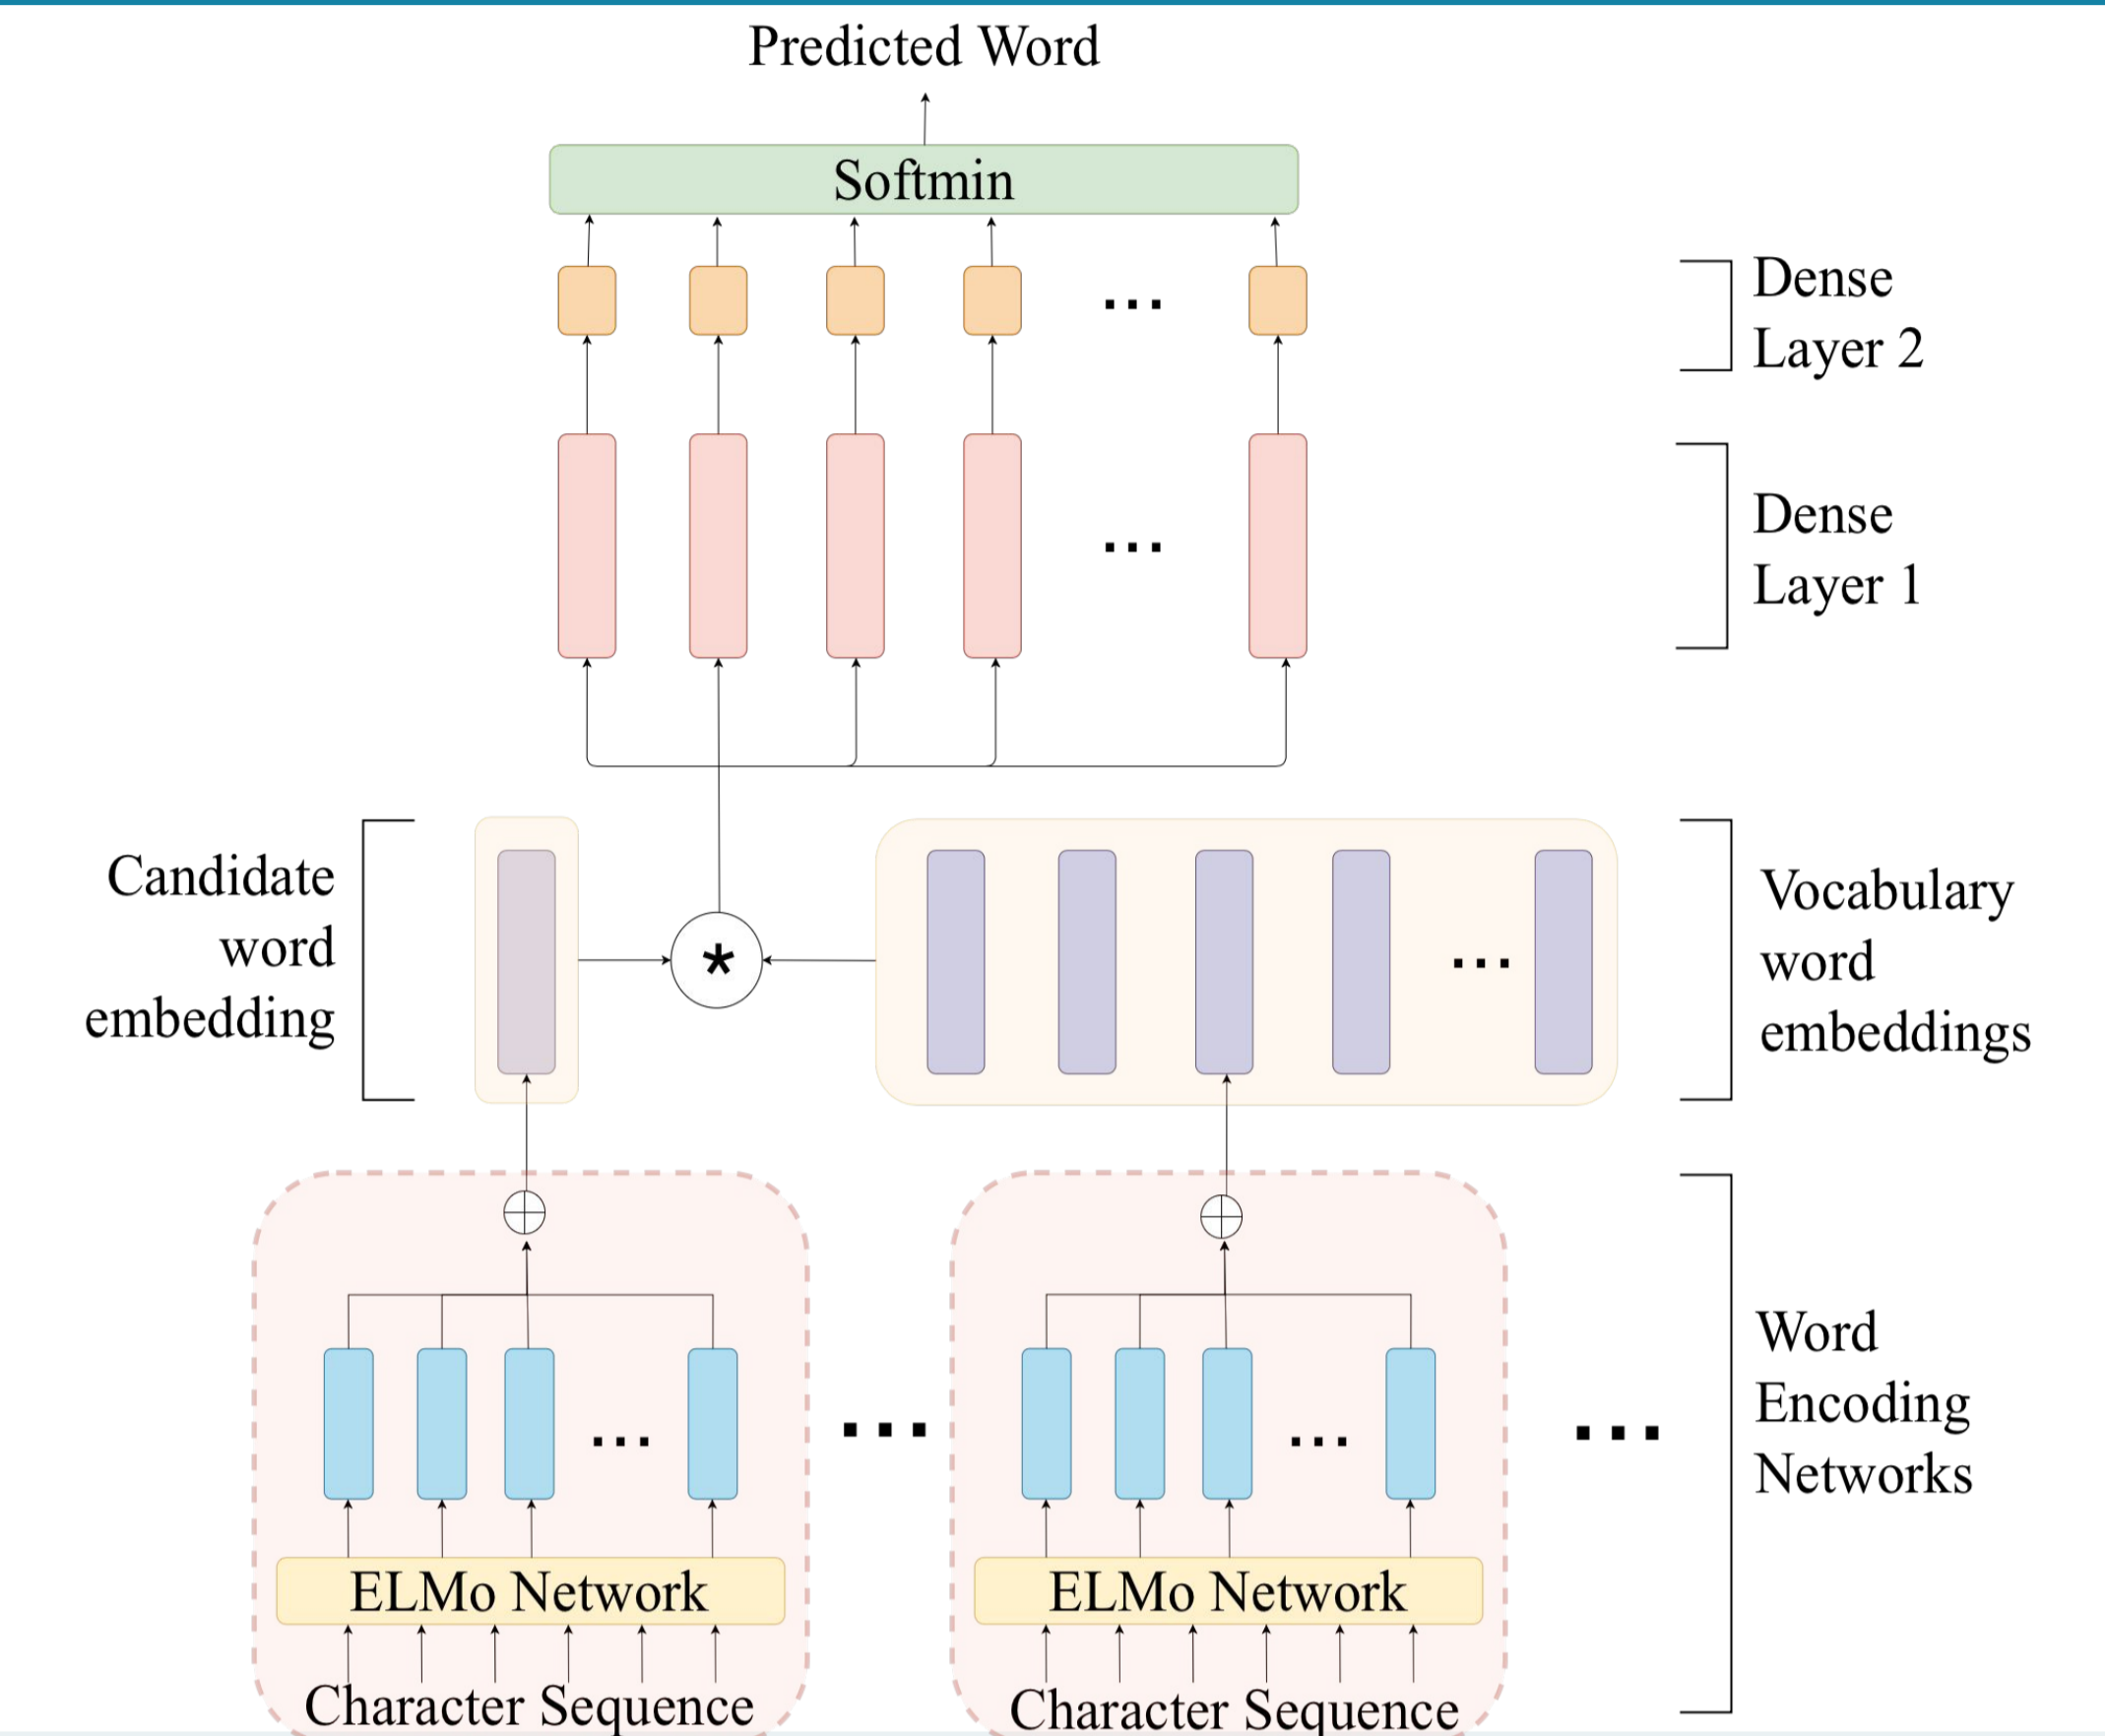 Predicted Word
Softmin
Dense
Layer 2
Dense
Layer 1
Candidate
word
embedding
*
Vocabulary
word
embeddings
Word
Encoding
Networks
ELMo Network
ELMo Network
Character Sequence
Character Sequence